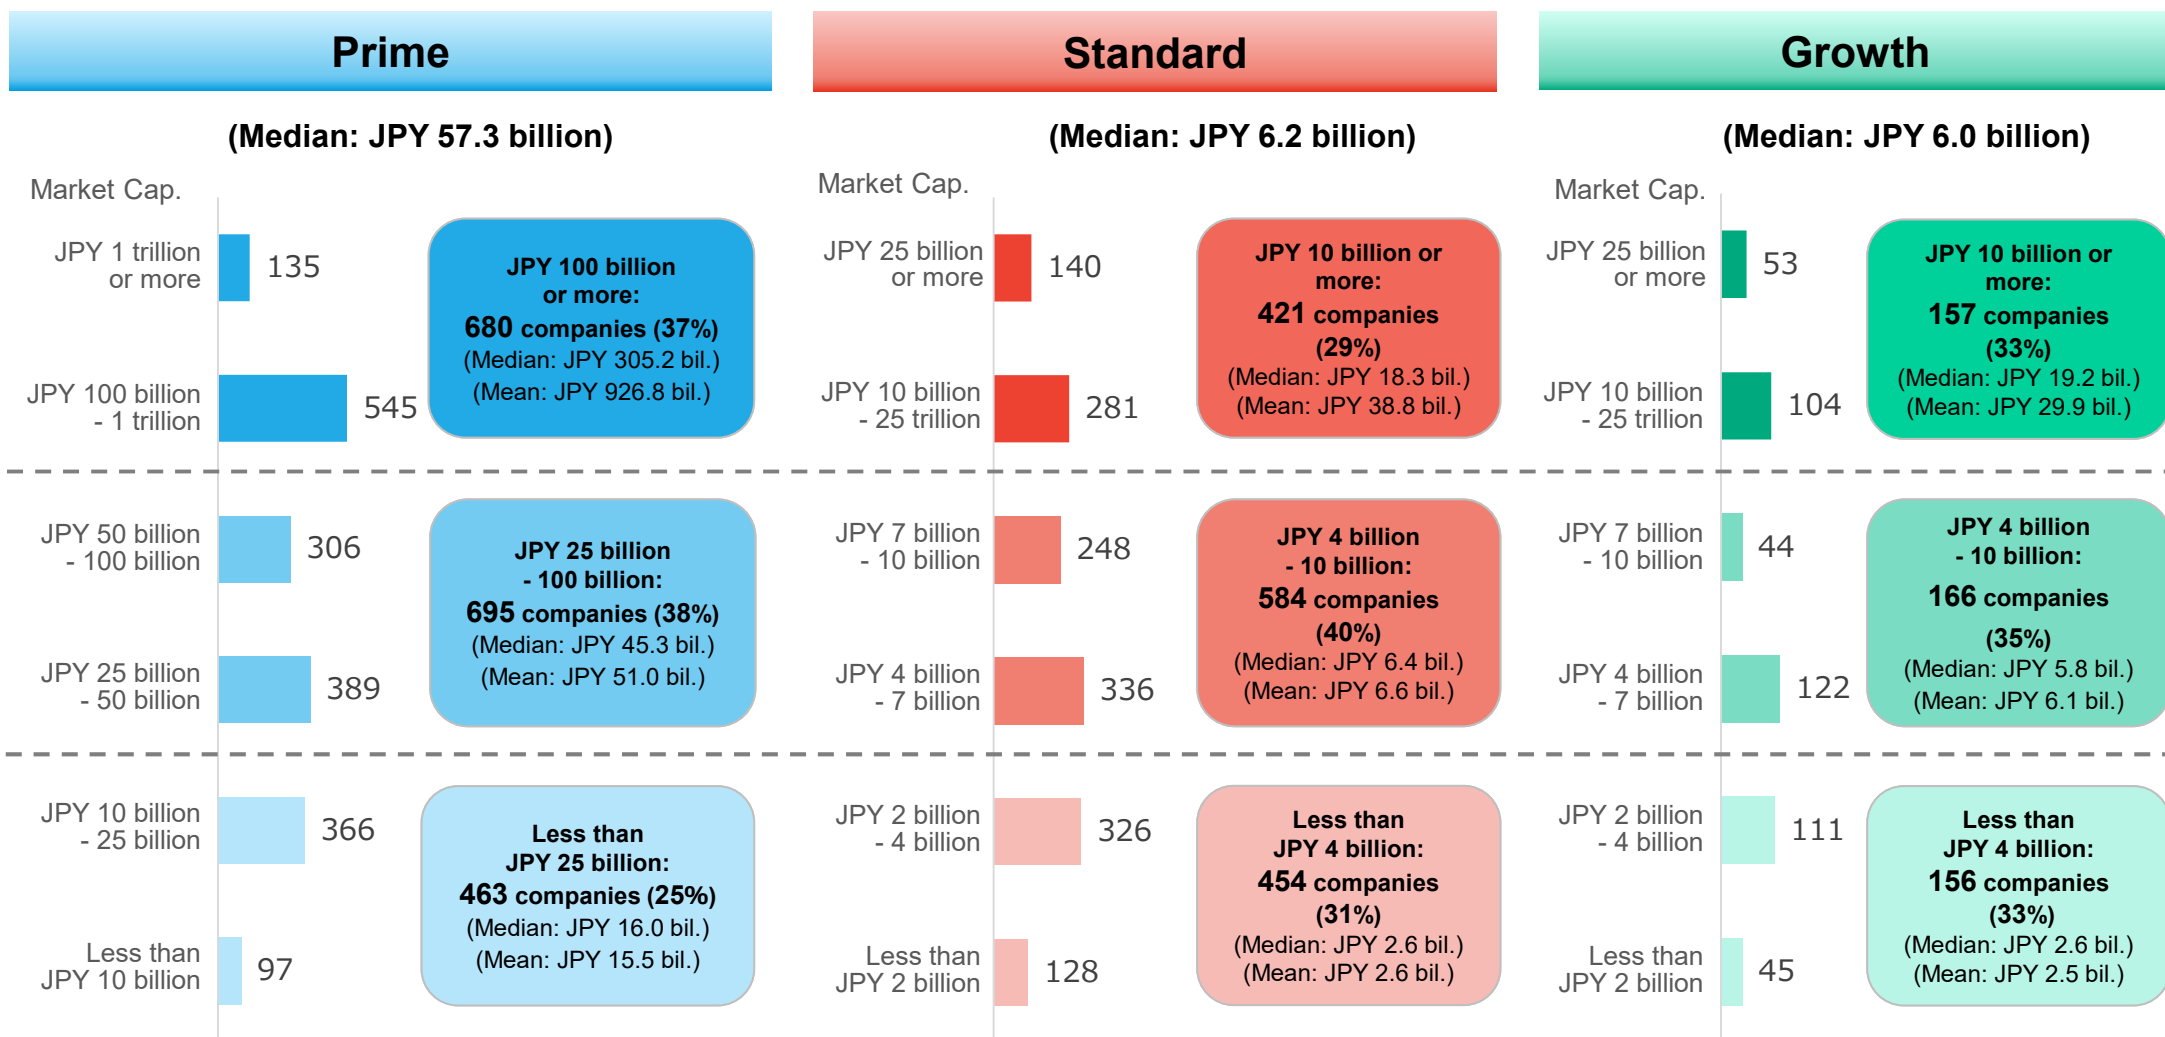 Prime
(Median: JPY 57.3 billion)
Market Cap.
JPY 1 trillion
or more
135
JPY 100 billion
or more:
680 companies (37%)
(Median: JPY 305.2 bil.)
(Mean: JPY 926.8 bil.)
JPY 100 billion
- 1 trillion
545
JPY 50 billion
- 100 billion
306
JPY 25 billion
- 100 billion:
695 companies (38%)
(Median: JPY 45.3 bil.)
(Mean: JPY 51.0 bil.)
JPY 25 billion
- 50 billion
389
JPY 10 billion
- 25 billion
366
Less than
JPY 25 billion:
463 companies (25%)
(Median: JPY 16.0 bil.)
(Mean: JPY 15.5 bil.)
Less than
JPY 10 billion
97
Standard
(Median: JPY 6.2 billion)
Market Cap.
JPY 25 billion
or more
140
JPY 10 billion or
more:
421 companies
(29%)
(Median: JPY 18.3 bil.)
(Mean: JPY 38.8 bil.)
JPY 10 billion
- 25 trillion
281
JPY 7 billion
- 10 billion
248
JPY 4 billion
- 10 billion:
584 companies
(40%)
(Median: JPY 6.4 bil.)
(Mean: JPY 6.6 bil.)
JPY 4 billion
- 7 billion
336
JPY 2 billion
- 4 billion
326
Less than
JPY 4 billion:
454 companies
(31%)
(Median: JPY 2.6 bil.)
(Mean: JPY 2.6 bil.)
Less than
JPY 2 billion
128
Growth
(Median: JPY 6.0 billion)
Market Cap.
JPY 25 billion
or more
53
JPY 10 billion or
more:
157 companies
(33%)
(Median: JPY 19.2 bil.)
(Mean: JPY 29.9 bil.)
JPY 10 billion
- 25 trillion
104
JPY 7 billion
- 10 billion
44
JPY 4 billion
- 10 billion:
166 companies
(35%)
(Median: JPY 5.8 bil.)
(Mean: JPY 6.1 bil.)
JPY 4 billion
- 7 billion
122
JPY 2 billion
- 4 billion
111
Less than
JPY 4 billion:
156 companies
(33%)
(Median: JPY 2.6 bil.)
(Mean: JPY 2.5 bil.)
Less than
JPY 2 billion
45